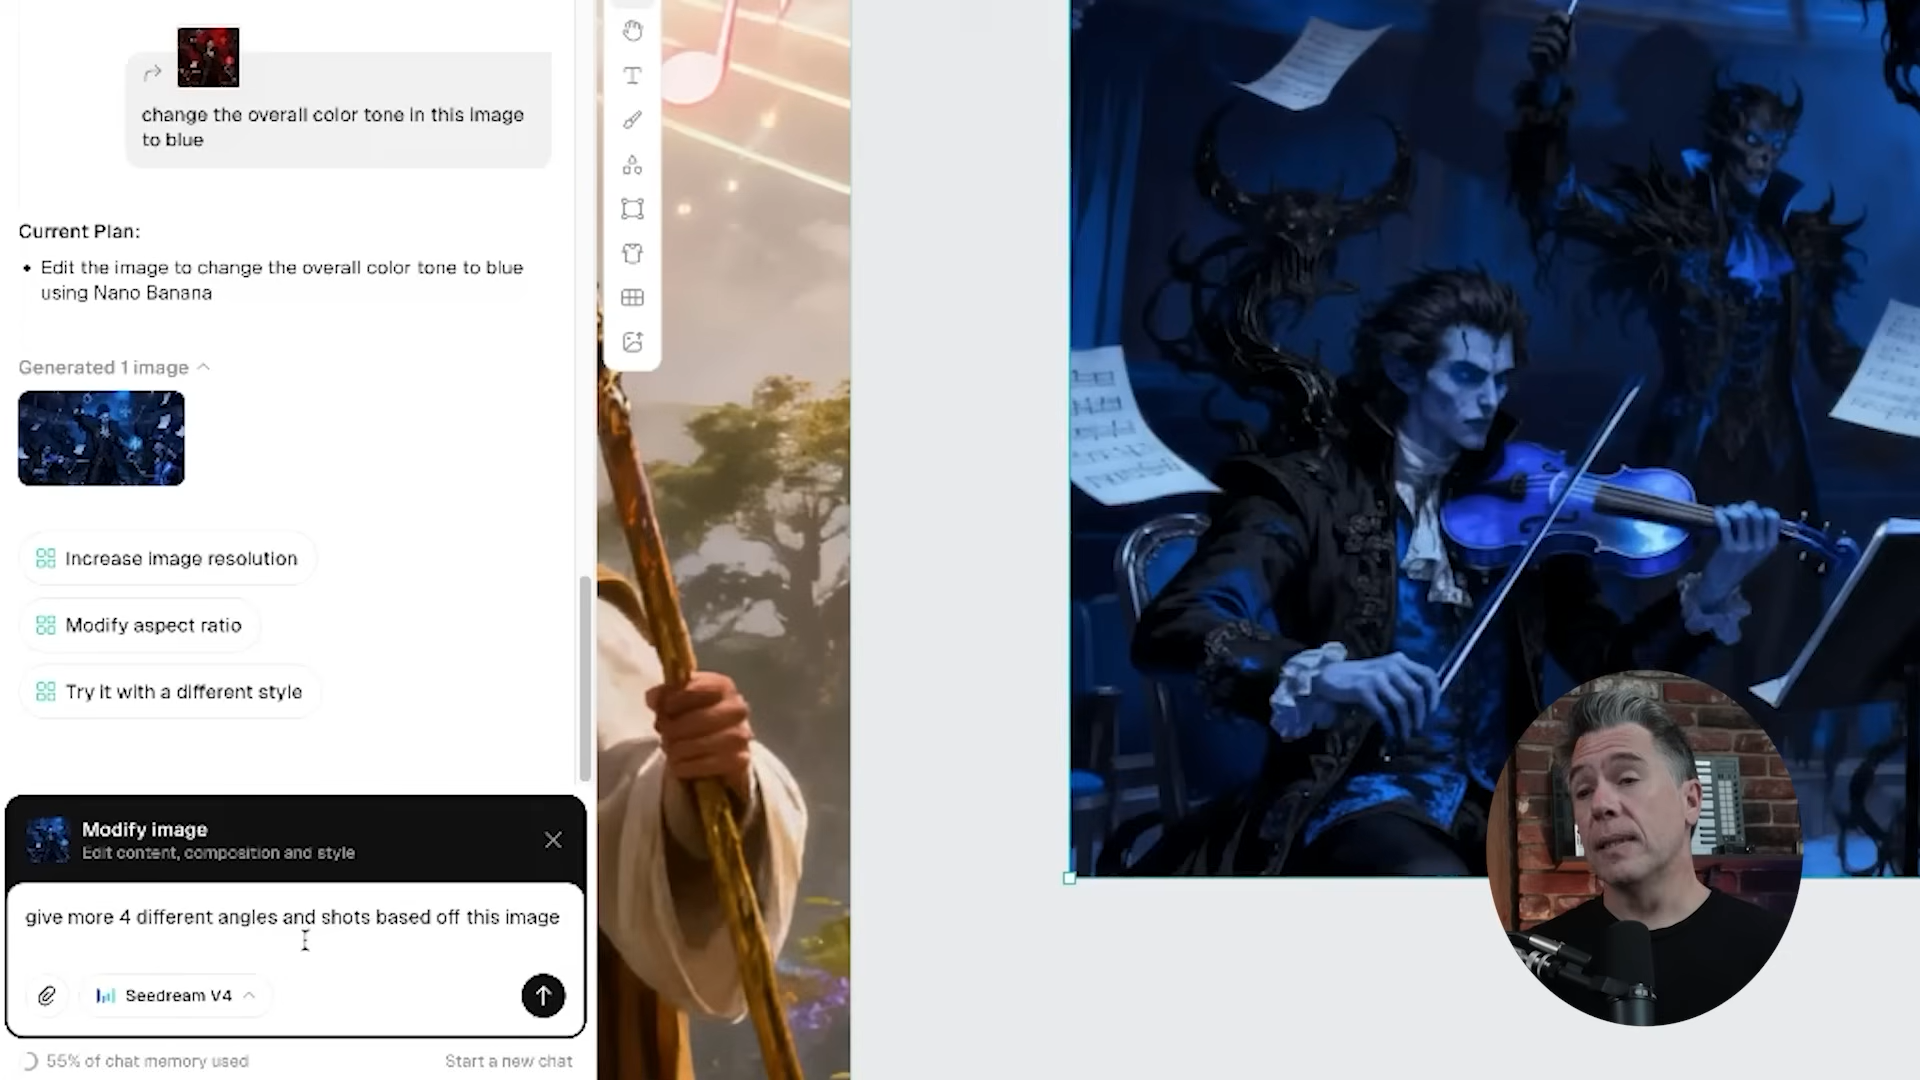 change the overall color tone in this image
to blue
Current Plan:
• Edit the image to change the overall color tone to blue
using Nano Banana
Generated 1 image
Increase image resolution
Modify aspect ratio
Try it with a different style
Modify image
Edit content, composition and style
give more 4 different angles and shots based off this image
Seedream V4
55% of chat memory used
Start a new chat